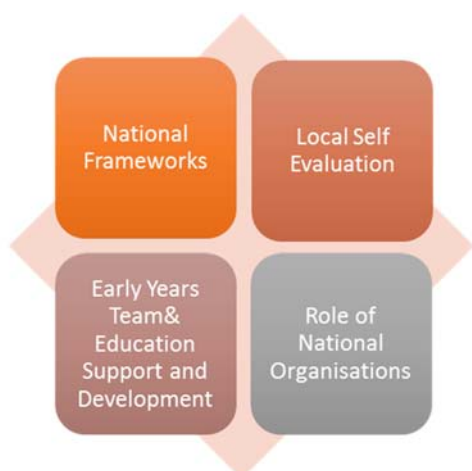 National
Frameworks
Local Self
Evaluation
Early Years
Team&
Education
Support and
Development
Role of
National
Organisations